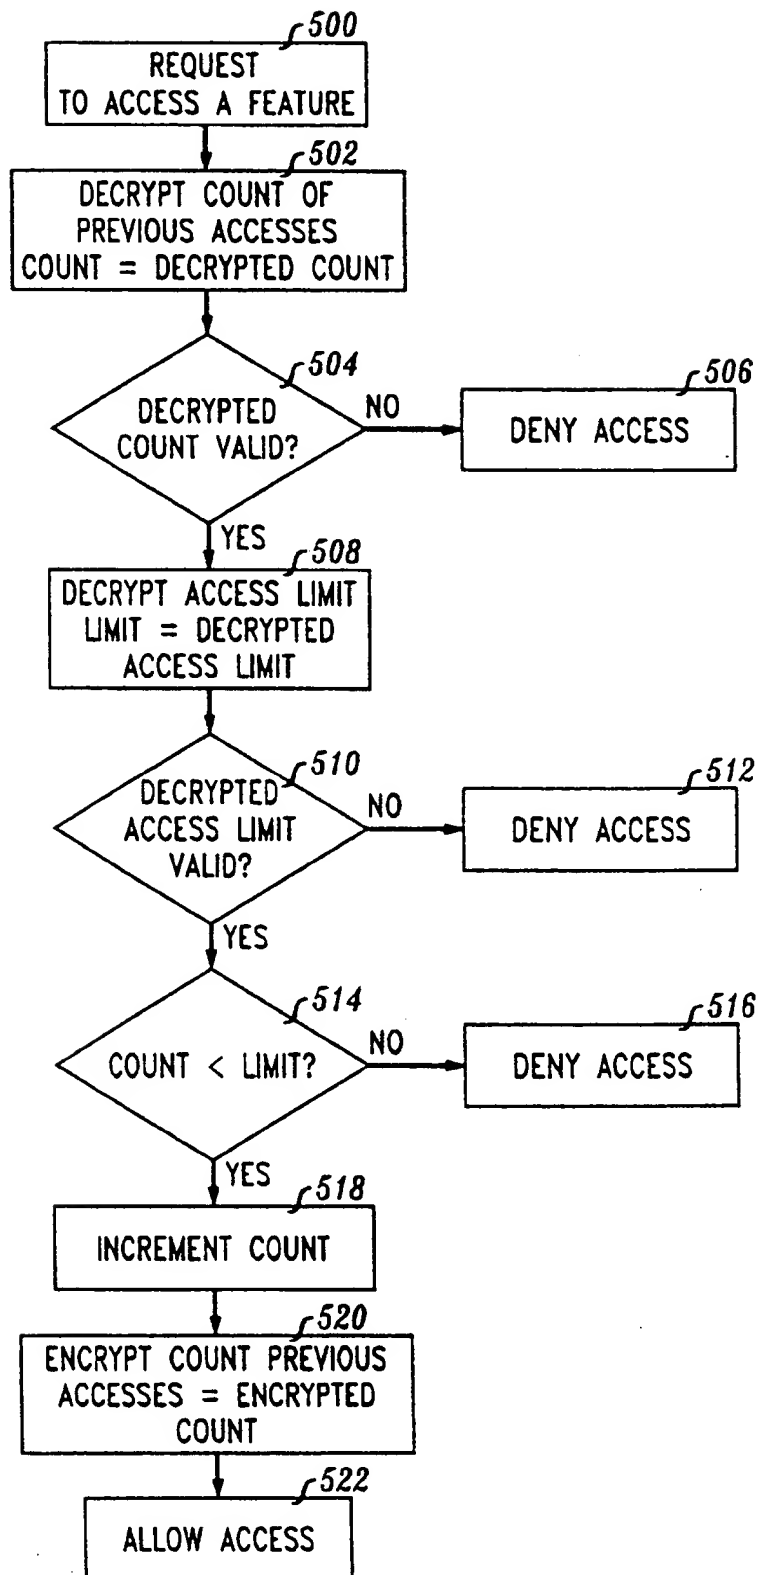 500
REQUEST
TO ACCESS A FEATURE
502
DECRYPT COUNT OF
PREVIOUS ACCESSES
COUNT = DECRYPTED COUNT
504
DECRYPTED
COUNT VALID?
NO
506
DENY ACCESS
YES
508
DECRYPT ACCESS LIMIT
LIMIT = DECRYPTED
ACCESS LIMIT
510
DECRYPTED
ACCESS LIMIT
VALID?
NO
512
DENY ACCESS
YES
514
COUNT < LIMIT?
NO
516
DENY ACCESS
YES
518
INCREMENT COUNT
520
ENCRYPT COUNT PREVIOUS
ACCESSES = ENCRYPTED
COUNT
522
ALLOW ACCESS